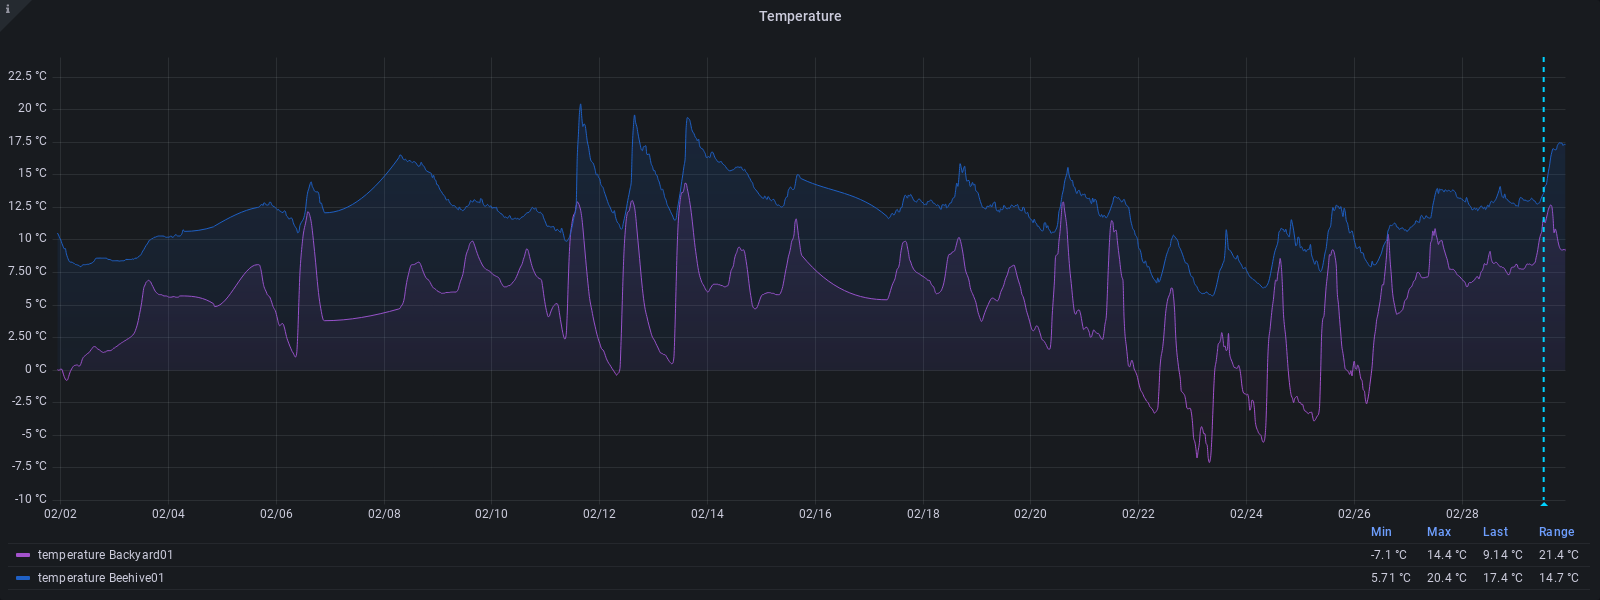 i
Temperature
22.5 °C
20 °C
17.5 °C
15 °C
12.5 °C
10 °C
7.50 °C
5 °C
2.50 °C
0 °C
-2.5 °C
-5 °C
-7.5 °C
-10 °C
02/02 02/04 02/06 02/08 02/10 02/12 02/14 02/16 02/18 02/20 02/22 02/24 02/26 02/28
Min Max Last Range
temperature Backyard01 -7.1 °C 14.4 °C 9.14 °C 21.4 °C
temperature Beehive01 5.71 °C 20.4 °C 17.4 °C 14.7 °C